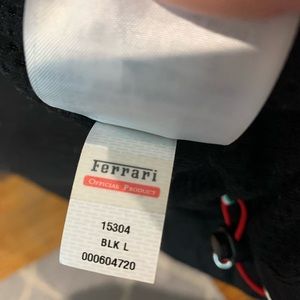 Ferrari
OFFICIAL PRODUCT
15304
BLK L
000604720